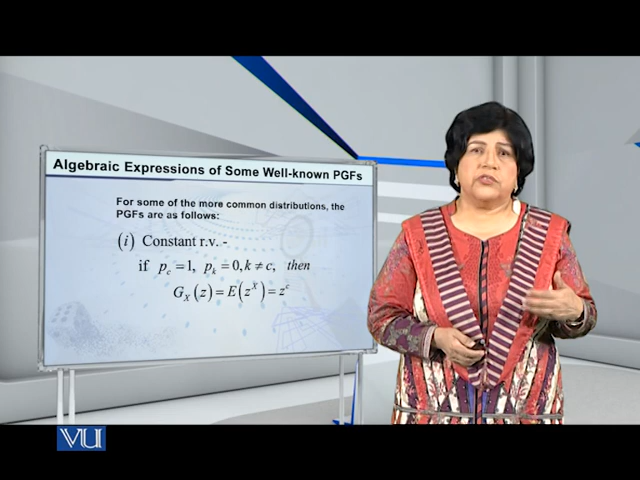 Algebraic Expressions of Some Well-known PGFs
For some of the more common distributions, the
PGFs are as follows:
(i) Constant r.v. -
if p_c = 1, p_k = 0, k ≠ c, then
G_X(z) = E(z^X) = z^c
VU